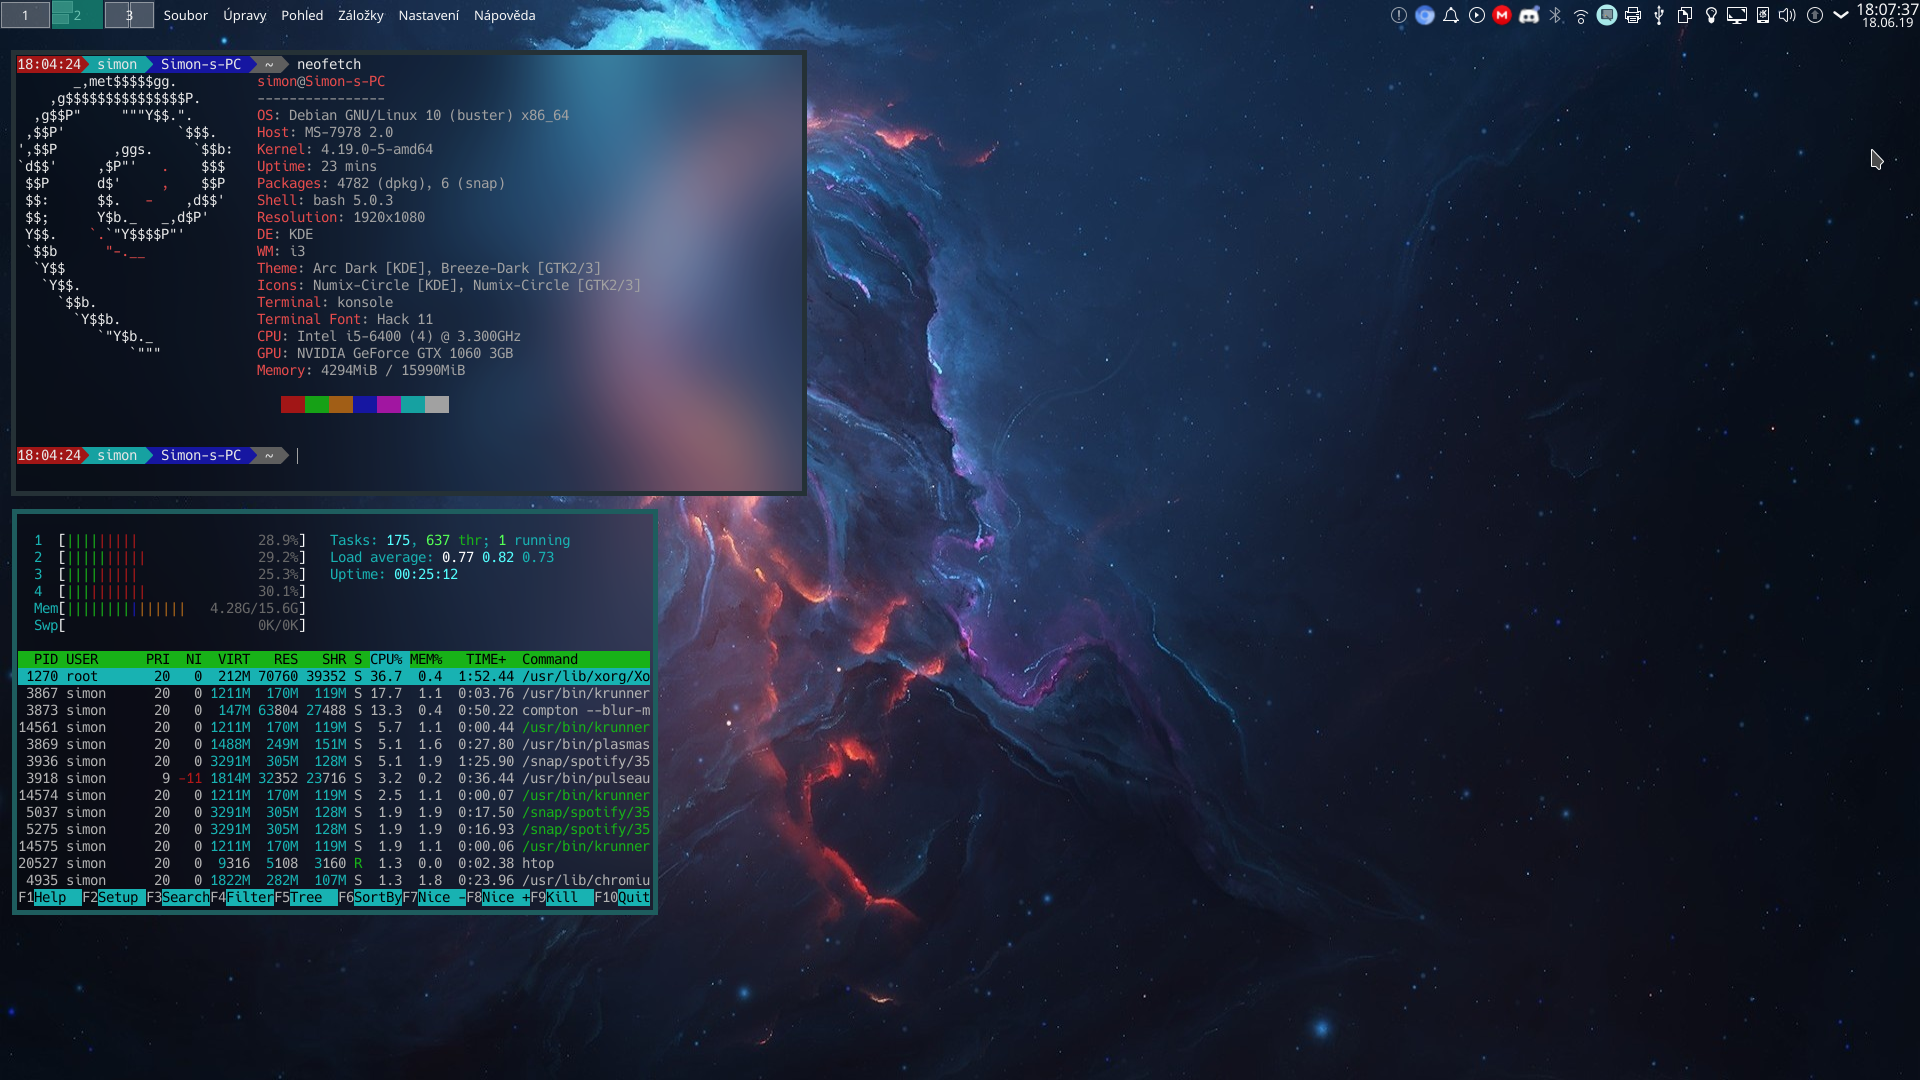 1 2 3 Soubor Úpravy Pohled Záložky Nastavení Nápověda 18:07:37
18.06.19
18:04:24 simon Simon-s-PC ~ neofetch
_,met$$$$$gg. simon@Simon-s-PC
,g$$$$$$$$$$$$$$$P. ----------------
,g$$P" """Y$$.". OS: Debian GNU/Linux 10 (buster) x86_64
,$$P' `$$$. Host: MS-7978 2.0
',$$P ,ggs. `$$b: Kernel: 4.19.0-5-amd64
`d$$' ,$P"' . $$$ Uptime: 23 mins
$$P d$' , $$P Packages: 4782 (dpkg), 6 (snap)
$$: $$. - ,d$$' Shell: bash 5.0.3
$$; Y$b._ _,d$P' Resolution: 1920x1080
Y$$. `.`"Y$$$$P"' DE: KDE
`$$b "-.__ WM: i3
`Y$$ Theme: Arc Dark [KDE], Breeze-Dark [GTK2/3]
`Y$$. Icons: Numix-Circle [KDE], Numix-Circle [GTK2/3]
`$$b. Terminal: konsole
`Y$$b. Terminal Font: Hack 11
`"Y$b._ CPU: Intel i5-6400 (4) @ 3.300GHz
`""" GPU: NVIDIA GeForce GTX 1060 3GB
Memory: 4294MiB / 15990MiB
18:04:24 simon Simon-s-PC ~
1 [||||||||| 28.9%] Tasks: 175, 637 thr; 1 running
2 [|||||||||| 29.2%] Load average: 0.77 0.82 0.73
3 [||||||||| 25.3%] Uptime: 00:25:12
4 [|||||||||| 30.1%]
Mem[||||||||||||||| 4.28G/15.6G]
Swp[ 0K/0K]
PID USER PRI NI VIRT RES SHR S CPU% MEM% TIME+ Command
1270 root 20 0 212M 70760 39352 S 36.7 0.4 1:52.44 /usr/lib/xorg/Xo
3867 simon 20 0 1211M 170M 119M S 17.7 1.1 0:03.76 /usr/bin/krunner
3873 simon 20 0 147M 63804 27488 S 13.3 0.4 0:50.22 compton --blur-m
14561 simon 20 0 1211M 170M 119M S 5.7 1.1 0:00.44 /usr/bin/krunner
3869 simon 20 0 1488M 249M 151M S 5.1 1.6 0:27.80 /usr/bin/plasmas
3936 simon 20 0 3291M 305M 128M S 5.1 1.9 1:25.90 /snap/spotify/35
3918 simon 9 -11 1814M 32352 23716 S 3.2 0.2 0:36.44 /usr/bin/pulseau
14574 simon 20 0 1211M 170M 119M S 2.5 1.1 0:00.07 /usr/bin/krunner
5037 simon 20 0 3291M 305M 128M S 1.9 1.9 0:17.50 /snap/spotify/35
5275 simon 20 0 3291M 305M 128M S 1.9 1.9 0:16.93 /snap/spotify/35
14575 simon 20 0 1211M 170M 119M S 1.9 1.1 0:00.06 /usr/bin/krunner
20527 simon 20 0 9316 5108 3160 R 1.3 0.0 0:02.38 htop
4935 simon 20 0 1822M 282M 107M S 1.3 1.8 0:23.96 /usr/lib/chromiu
F1Help F2Setup F3SearchF4FilterF5Tree F6SortByF7Nice -F8Nice +F9Kill F10Quit